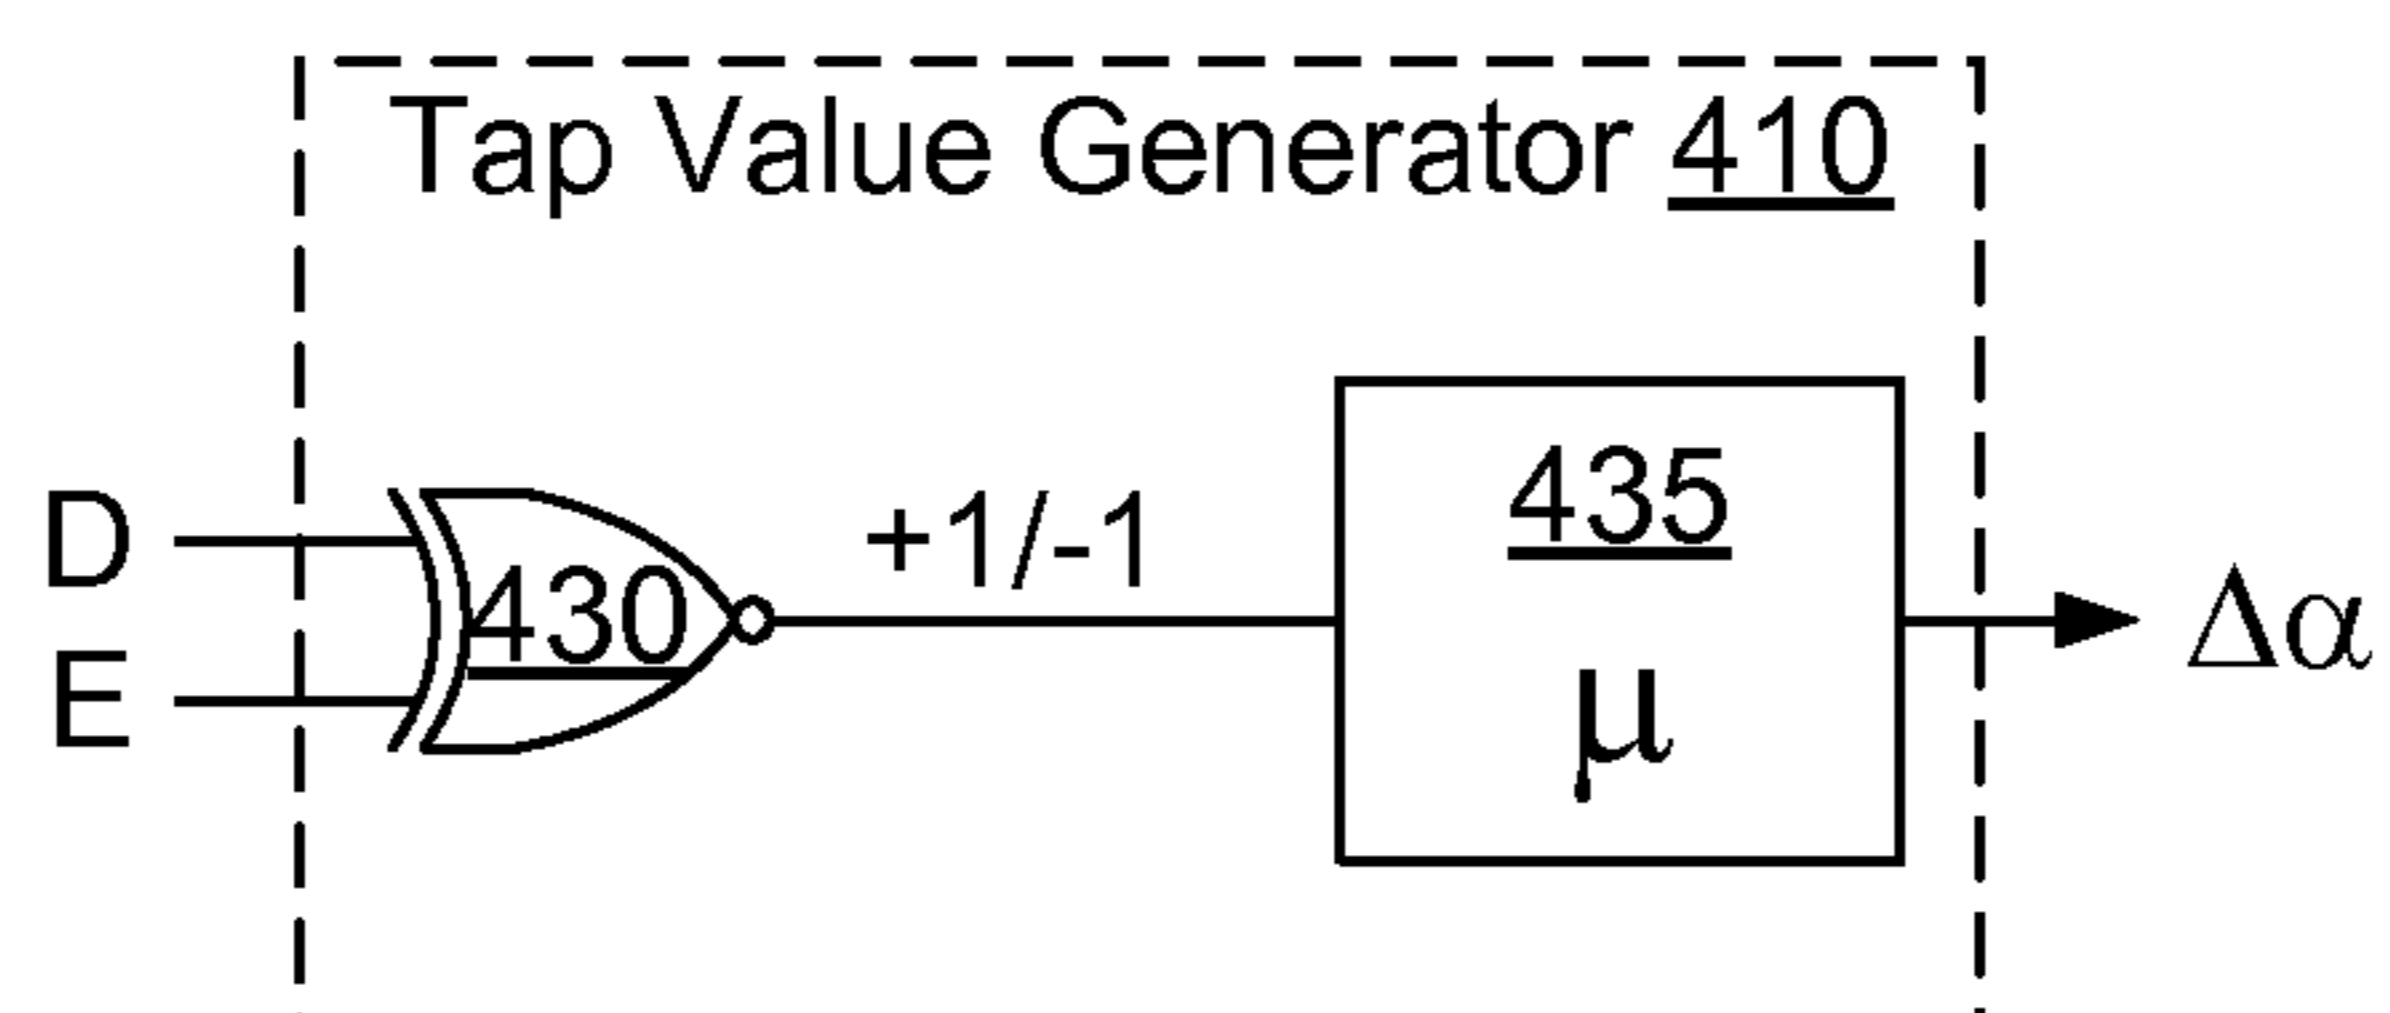 Tap Value Generator 410
D
E
430
+1/-1
435
μ
Δα